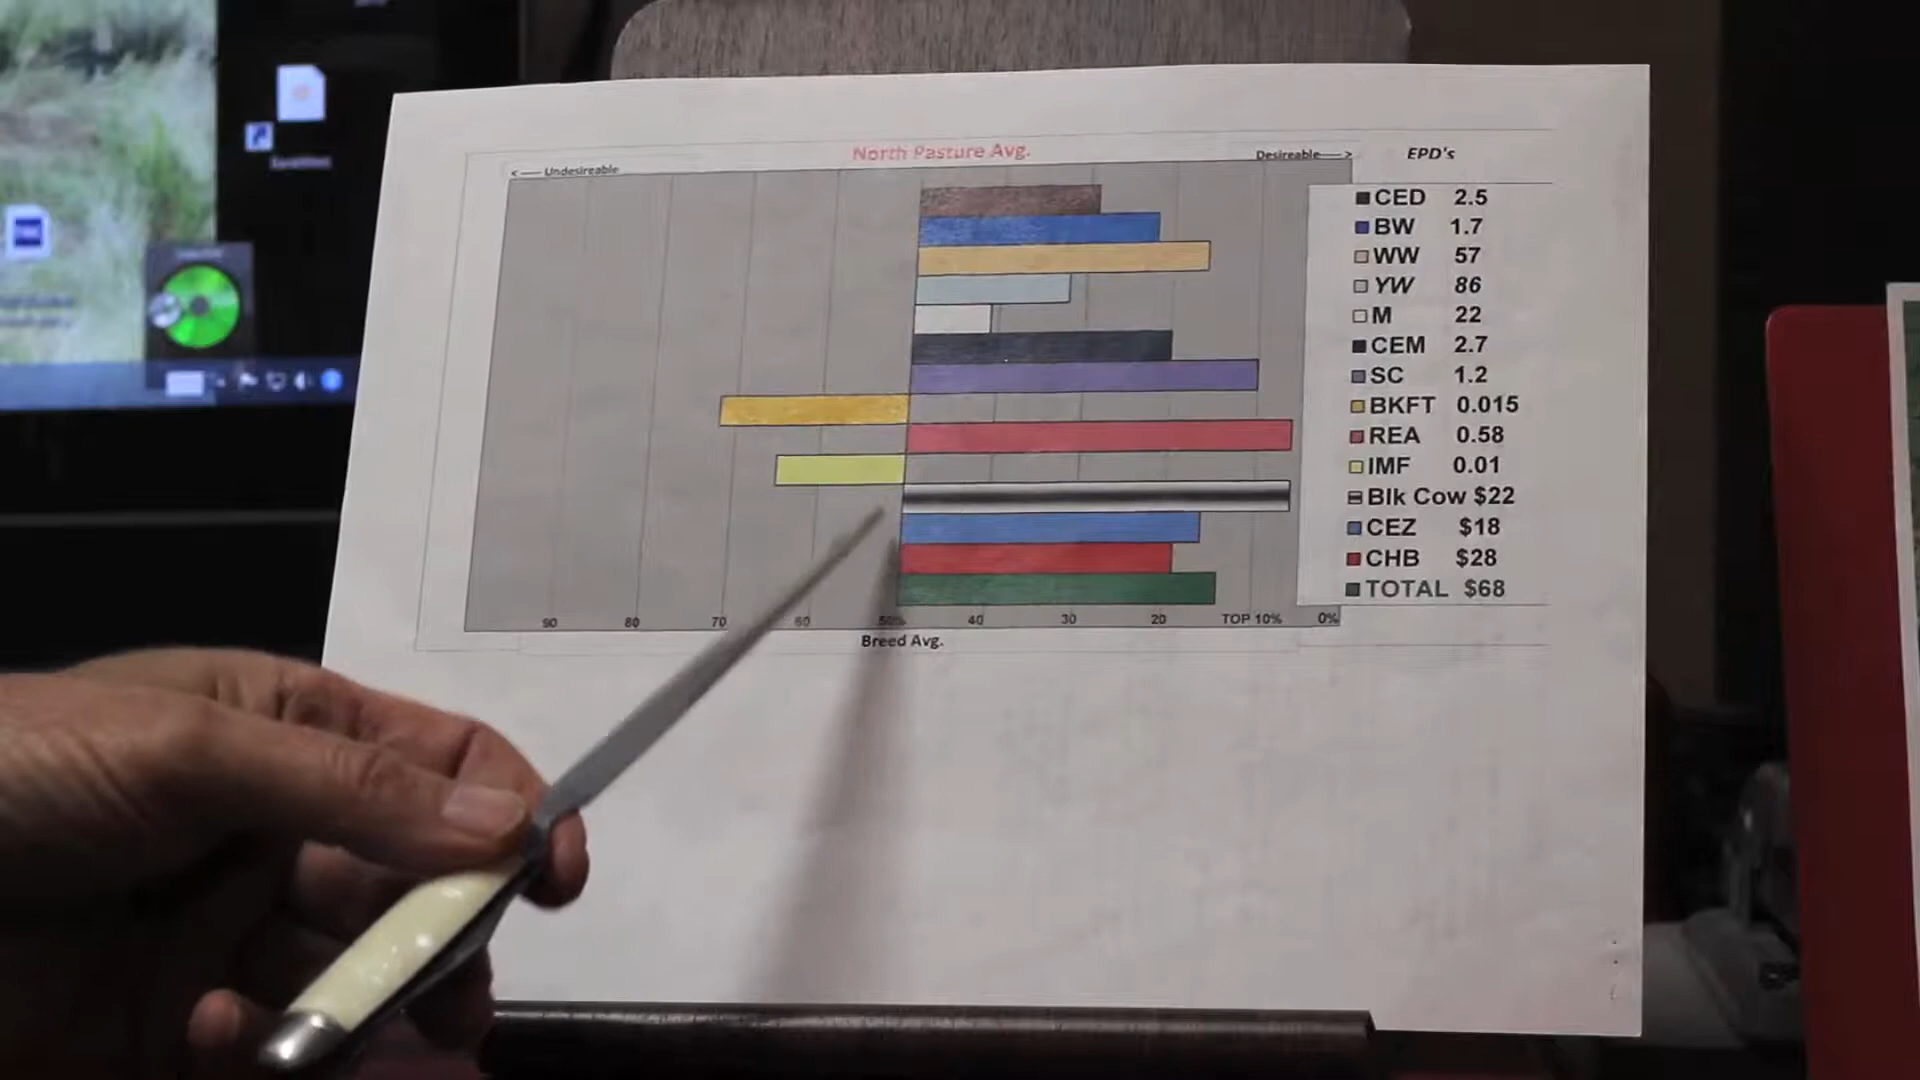 North Pasture Avg.
<---- Undesireable
Desireable---->
EPD's
CED 2.5
BW 1.7
WW 57
YW 86
M 22
CEM 2.7
SC 1.2
BKFT 0.015
REA 0.58
IMF 0.01
Blk Cow $22
CEZ $18
CHB $28
TOTAL $68
90 80 70 60 50% 40 30 20 TOP 10% 0%
Breed Avg.